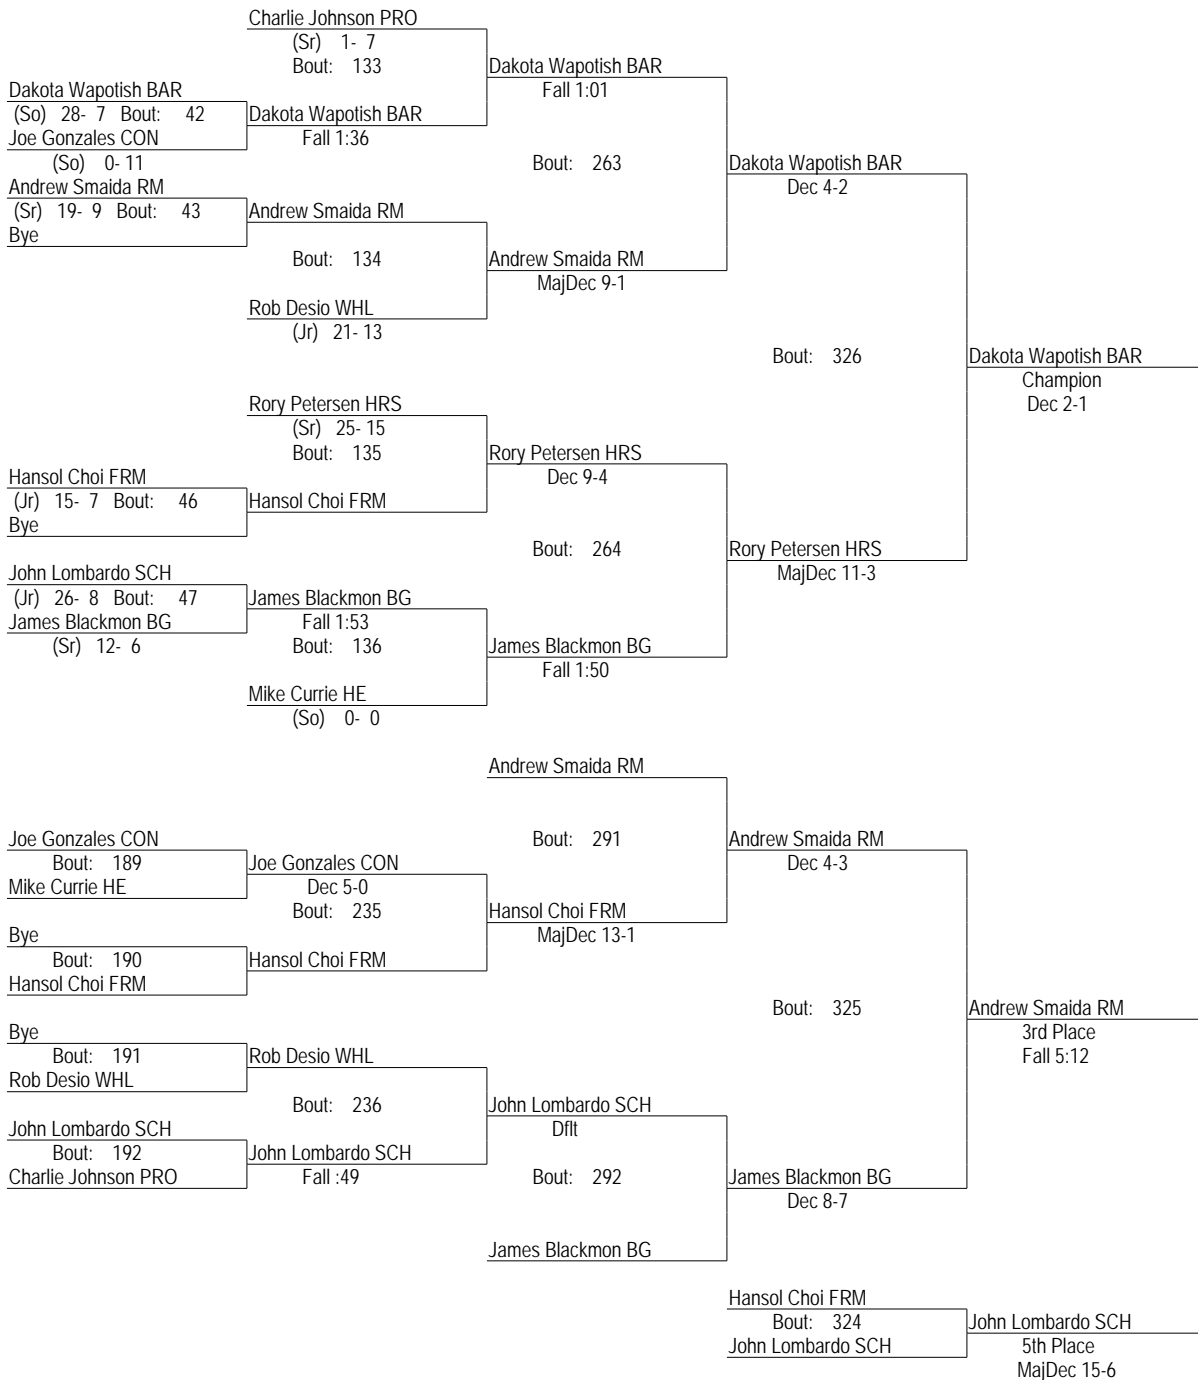 Charlie Johnson PRO
(Sr) 1- 7
Bout: 133
Dakota Wapotish BAR
Fall 1:01
Dakota Wapotish BAR
(So) 28- 7 Bout: 42
Joe Gonzales CON
(So) 0- 11
Dakota Wapotish BAR
Fall 1:36
Bout: 263
Dakota Wapotish BAR
Dec 4-2
Andrew Smaida RM
(Sr) 19- 9 Bout: 43
Bye
Andrew Smaida RM
Bout: 134
Andrew Smaida RM
MajDec 9-1
Rob Desio WHL
(Jr) 21- 13
Bout: 326
Dakota Wapotish BAR
Champion
Dec 2-1
Rory Petersen HRS
(Sr) 25- 15
Bout: 135
Rory Petersen HRS
Dec 9-4
Hansol Choi FRM
(Jr) 15- 7 Bout: 46
Bye
Hansol Choi FRM
Bout: 264
Rory Petersen HRS
MajDec 11-3
John Lombardo SCH
(Jr) 26- 8 Bout: 47
James Blackmon BG
(Sr) 12- 6
James Blackmon BG
Fall 1:53
Bout: 136
James Blackmon BG
Fall 1:50
Mike Currie HE
(So) 0- 0
Andrew Smaida RM
Bout: 291
Andrew Smaida RM
Dec 4-3
Joe Gonzales CON
Bout: 189
Mike Currie HE
Joe Gonzales CON
Dec 5-0
Bout: 235
Hansol Choi FRM
MajDec 13-1
Bye
Bout: 190
Hansol Choi FRM
Hansol Choi FRM
Bout: 325
Andrew Smaida RM
3rd Place
Fall 5:12
Bye
Bout: 191
Rob Desio WHL
Rob Desio WHL
Bout: 236
John Lombardo SCH
Dflt
John Lombardo SCH
Bout: 192
Charlie Johnson PRO
John Lombardo SCH
Fall :49
Bout: 292
James Blackmon BG
Dec 8-7
James Blackmon BG
Hansol Choi FRM
Bout: 324
John Lombardo SCH
John Lombardo SCH
5th Place
MajDec 15-6